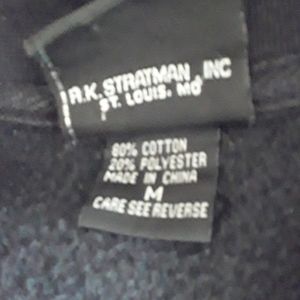 R.K. STRATMAN, INC
ST. LOUIS. MO
80% COTTON
20% POLYESTER
MADE IN CHINA
M
CARE SEE REVERSE